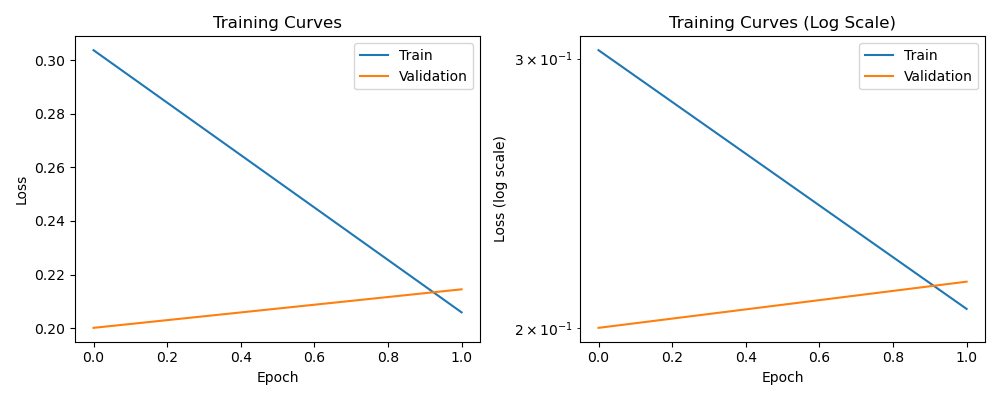 Training Curves
Train
Validation
0.30
0.28
0.26
0.24
0.22
0.20
Loss
0.0 0.2 0.4 0.6 0.8 1.0
Epoch
Training Curves (Log Scale)
Train
Validation
3 × 10⁻¹
2 × 10⁻¹
Loss (log scale)
0.0 0.2 0.4 0.6 0.8 1.0
Epoch